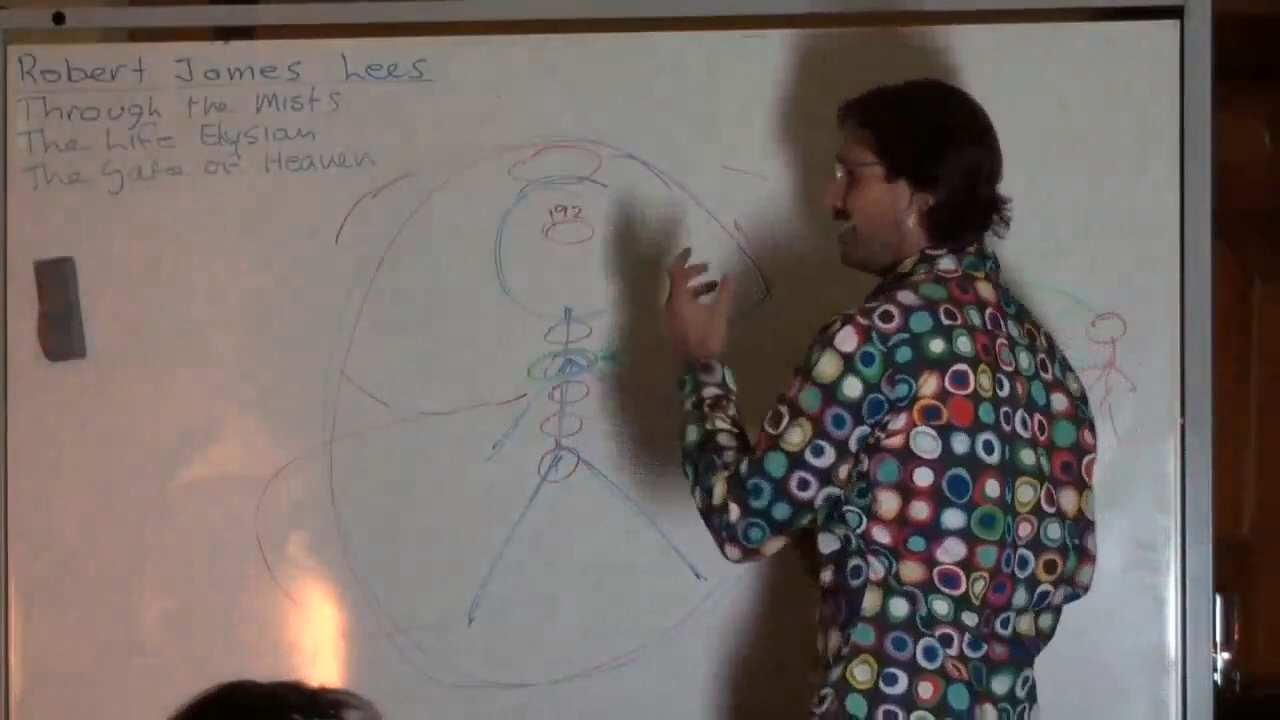 Robert James Lees
Through the Mists
The Life Elysian
The Gate of Heaven
192